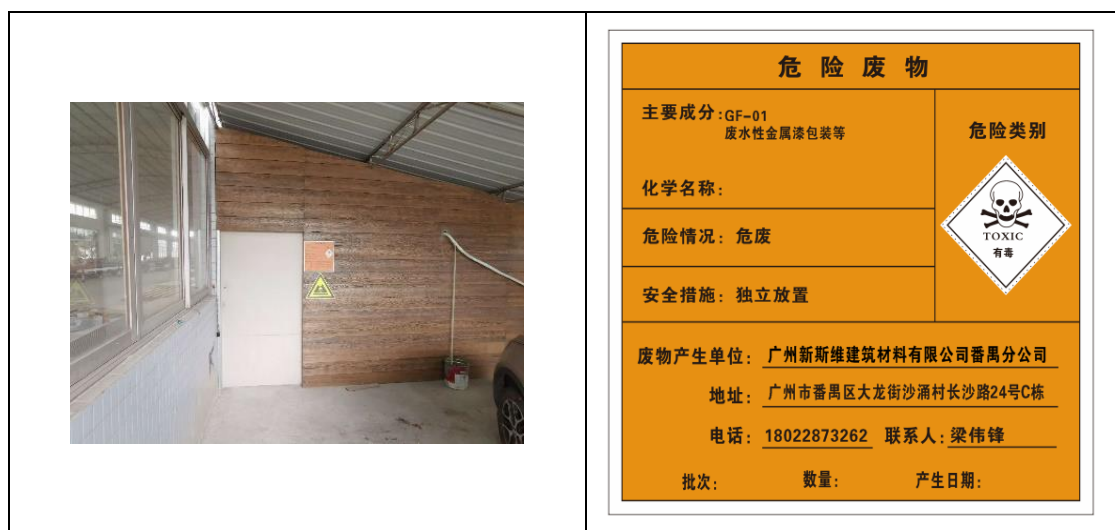 危险废物
主要成分:GF-01
废水性金属漆包装等
危险类别
化学名称:
TOXIC
有毒
危险情况: 危废
安全措施: 独立放置
废物产生单位: 广州新斯维建筑材料有限公司番禺分公司
地址: 广州市番禺区大龙街沙涌村长沙路24号C栋
电话: 18022873262 联系人: 梁伟锋
批次: 数量: 产生日期: